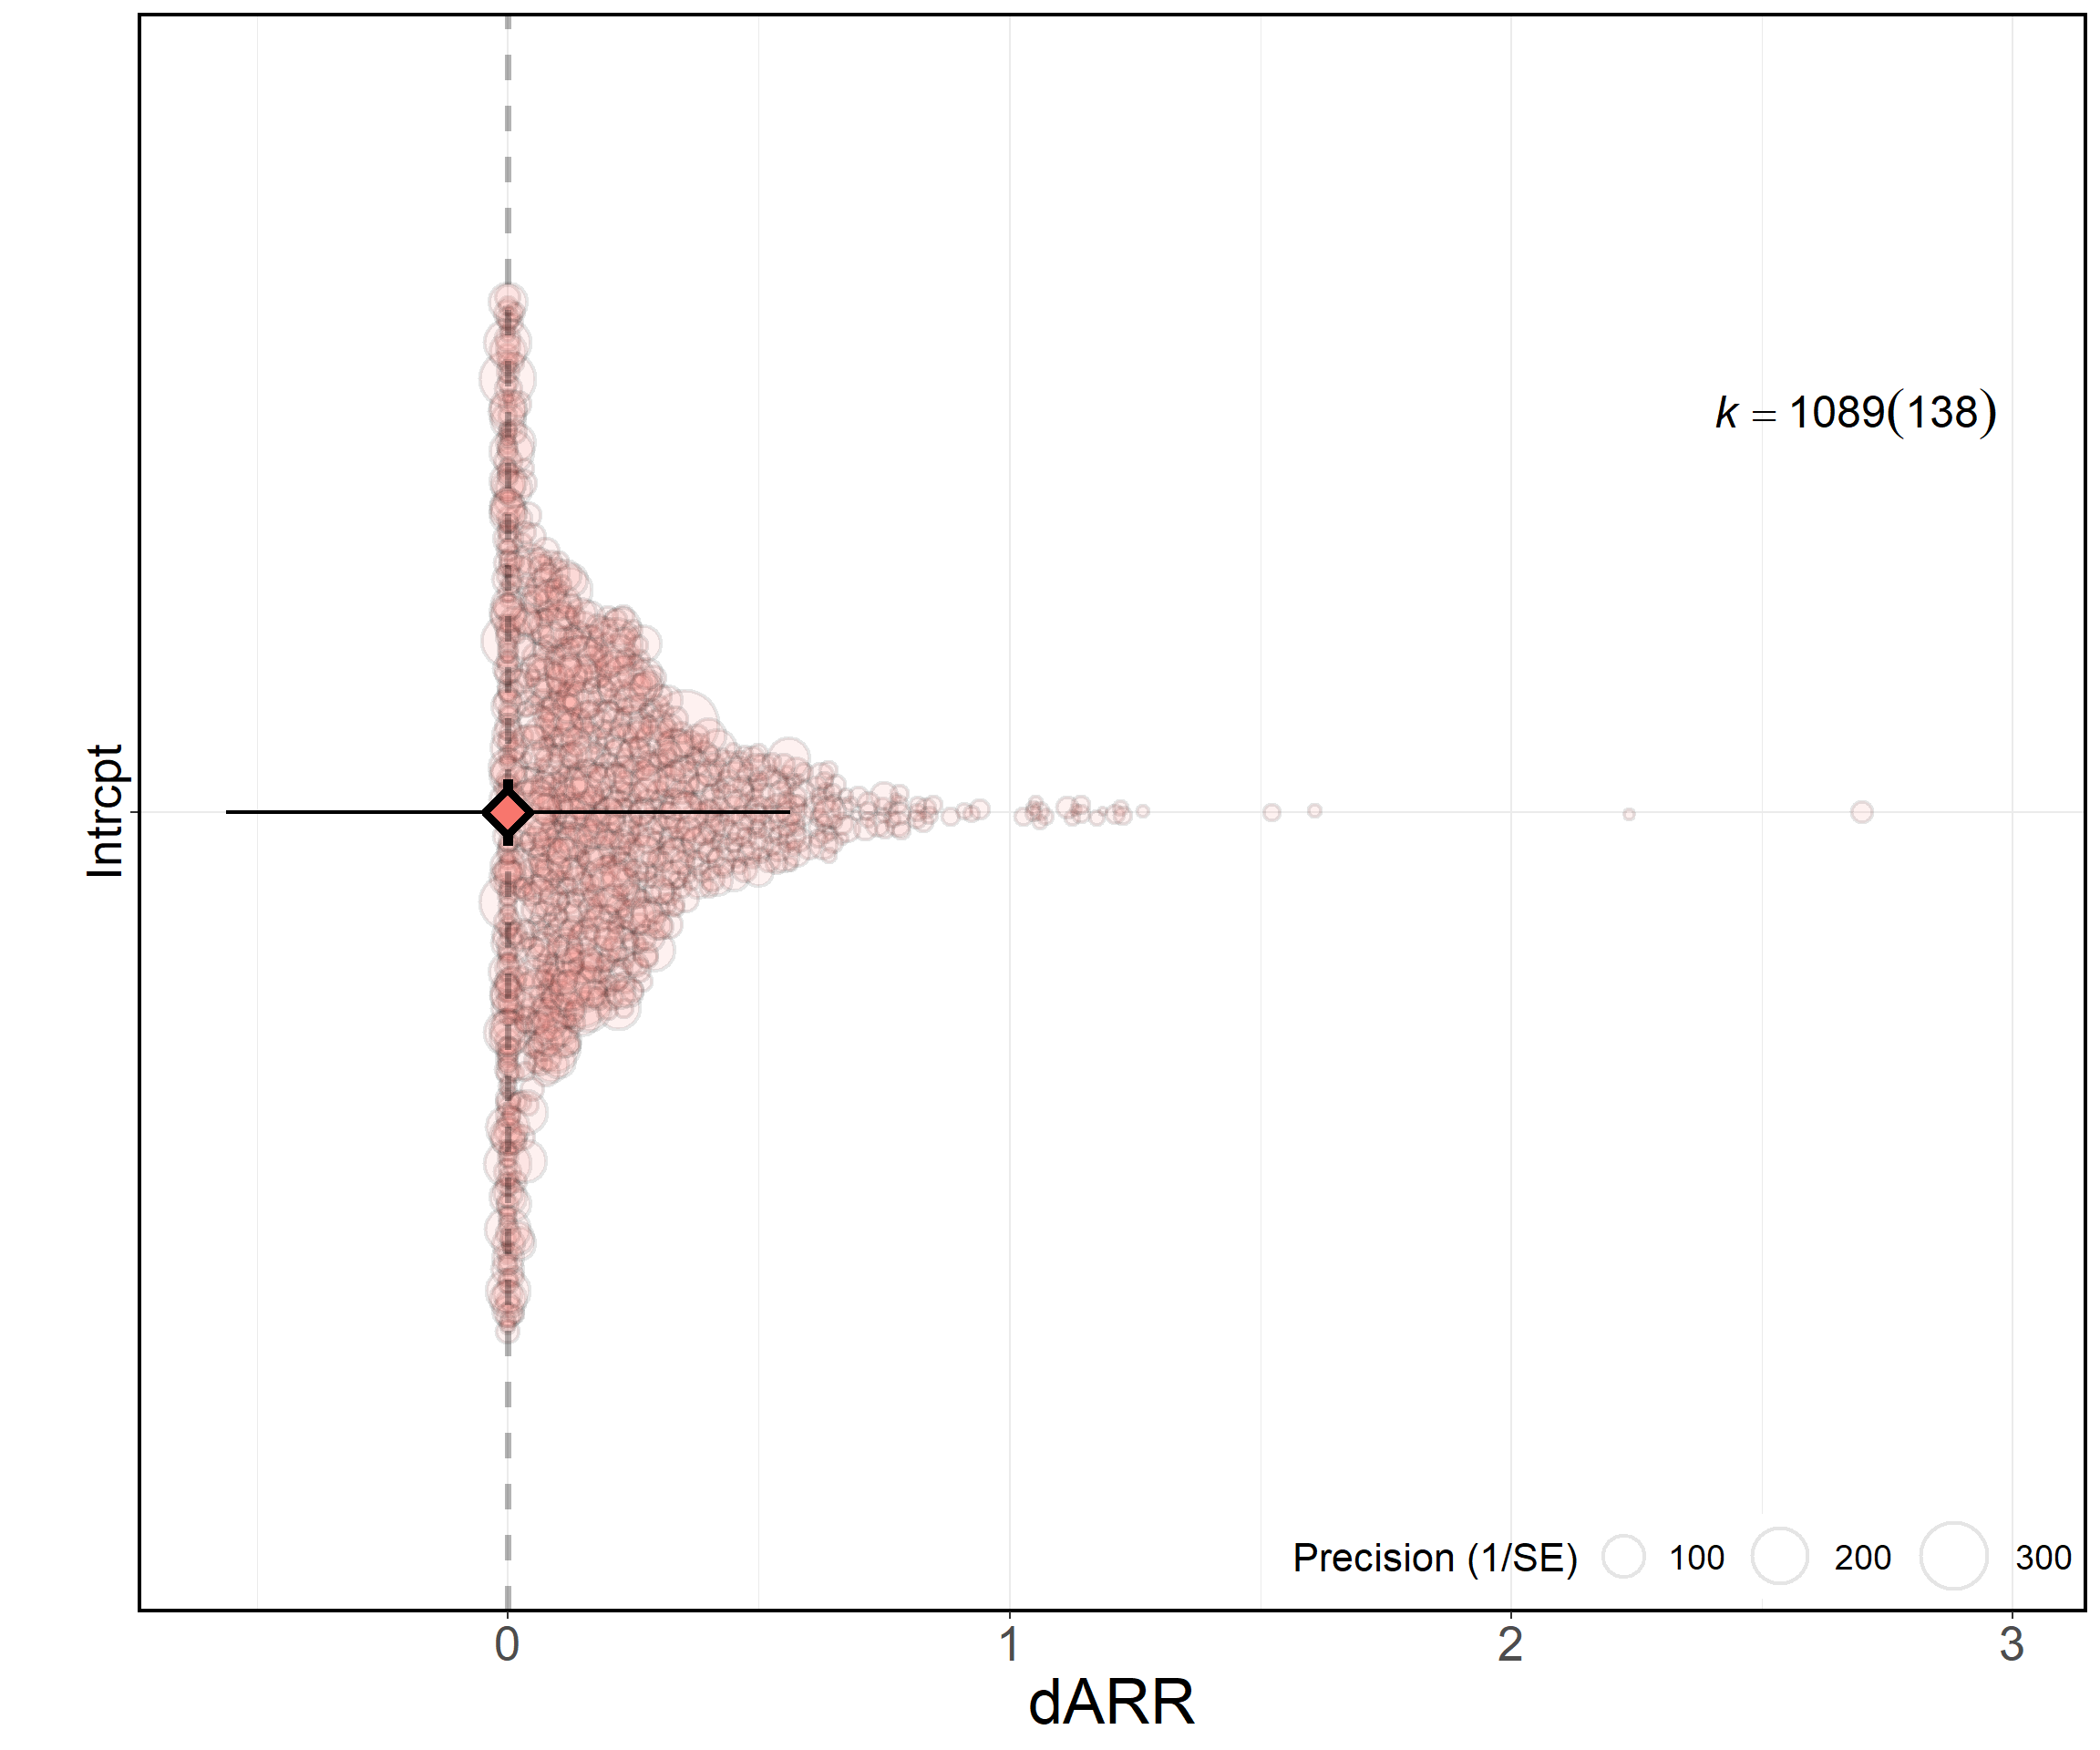 k = 1089(138)
Intrcpt
Precision (1/SE) 100 200 300
0 1 2 3
dARR